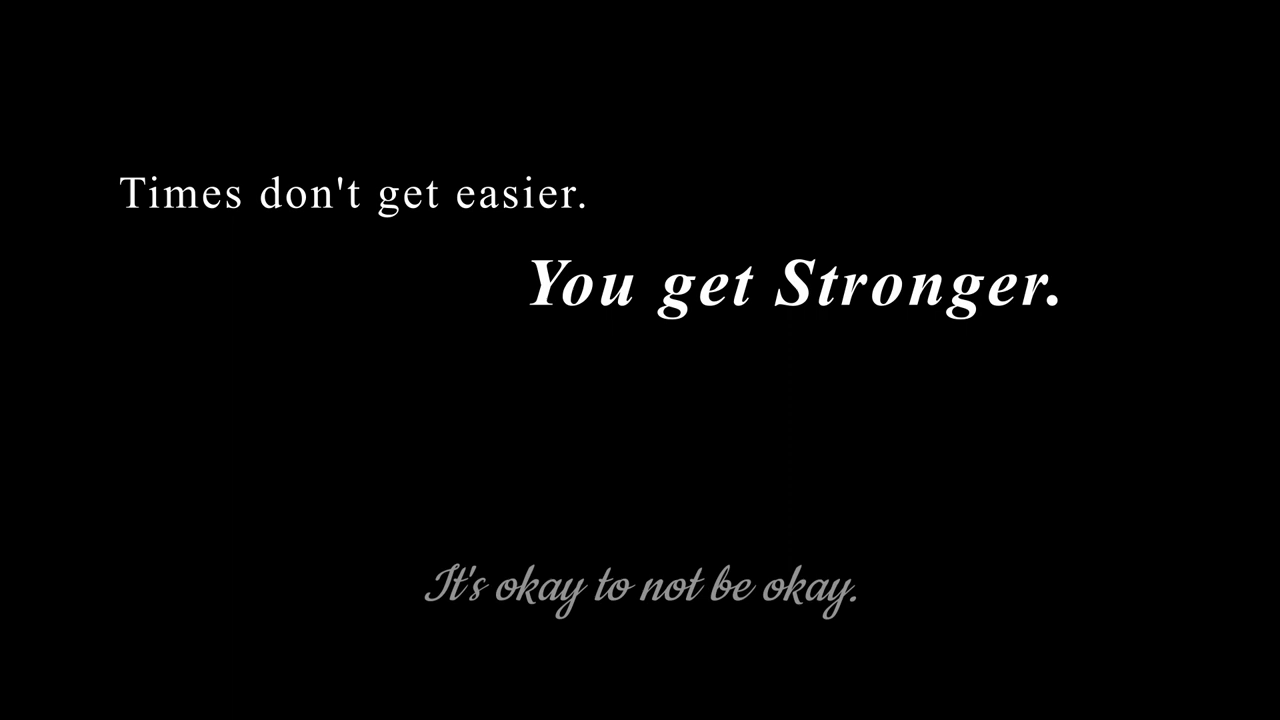 Times don't get easier.
You get Stronger.
It's okay to not be okay.